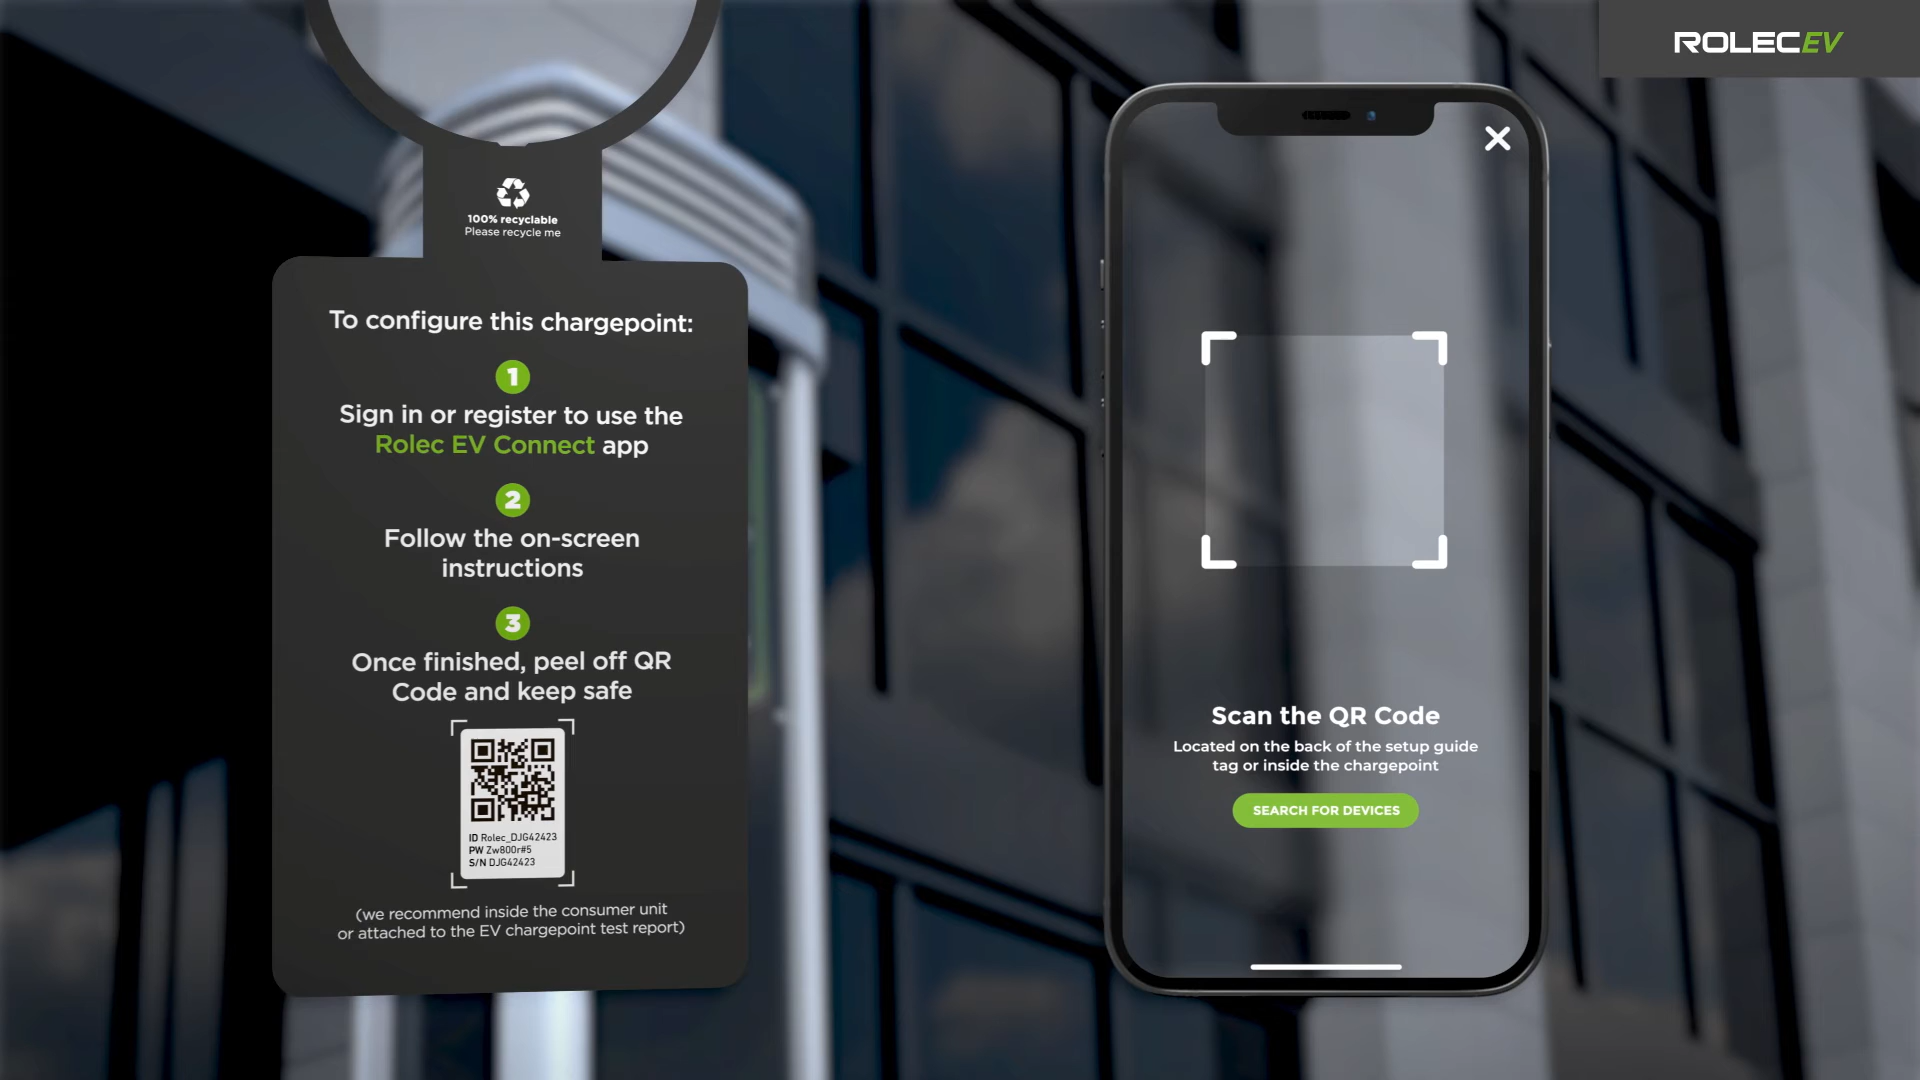 ROLECEV
100% recyclable
Please recycle me
To configure this chargepoint:
1
Sign in or register to use the
Rolec EV Connect app
2
Follow the on-screen
instructions
3
Once finished, peel off QR
Code and keep safe
ID Rolec_DJG42423
PW Zw800r#5
S/N DJG42423
(we recommend inside the consumer unit
or attached to the EV chargepoint test report)
Scan the QR Code
Located on the back of the setup guide
tag or inside the chargepoint
SEARCH FOR DEVICES